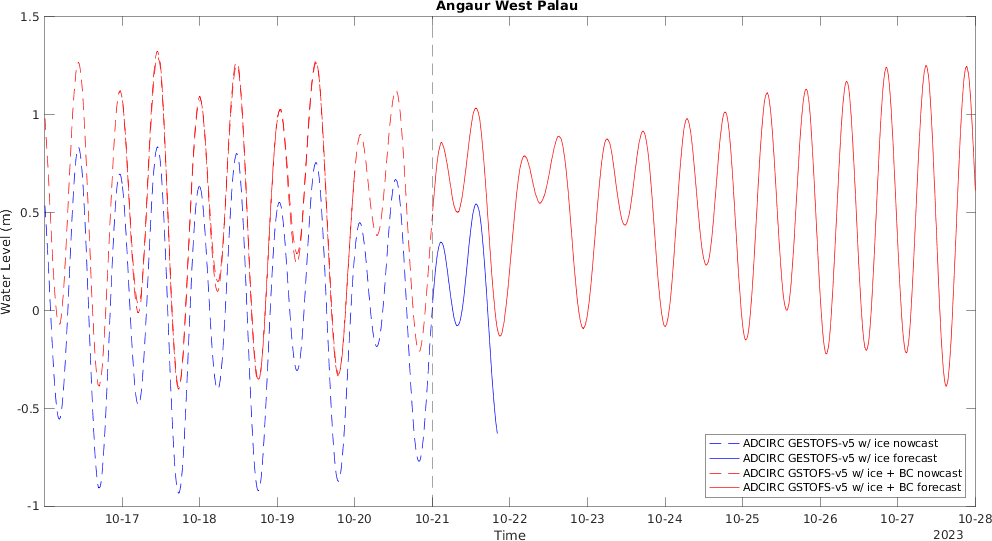 Angaur West Palau
1.5
1
0.5
0
-0.5
-1
Water Level (m)
10-17 10-18 10-19 10-20 10-21 10-22 10-23 10-24 10-25 10-26 10-27 10-28
Time
2023
ADCIRC GESTOFS-v5 w/ ice nowcast
ADCIRC GESTOFS-v5 w/ ice forecast
ADCIRC GSTOFS-v5 w/ ice + BC nowcast
ADCIRC GSTOFS-v5 w/ ice + BC forecast